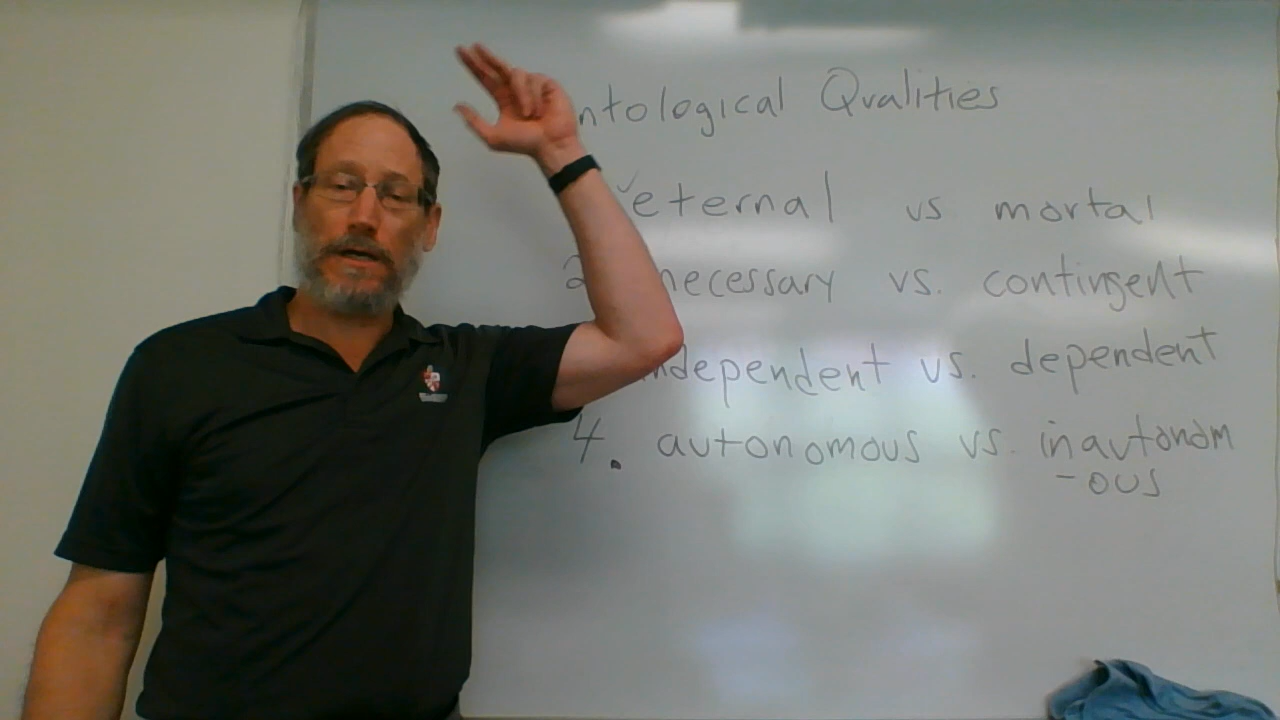 ntological Qualities
eternal vs mortal
2 necessary vs. contingent
ndependent vs. dependent
4. autonomous vs. inautonom
-ous